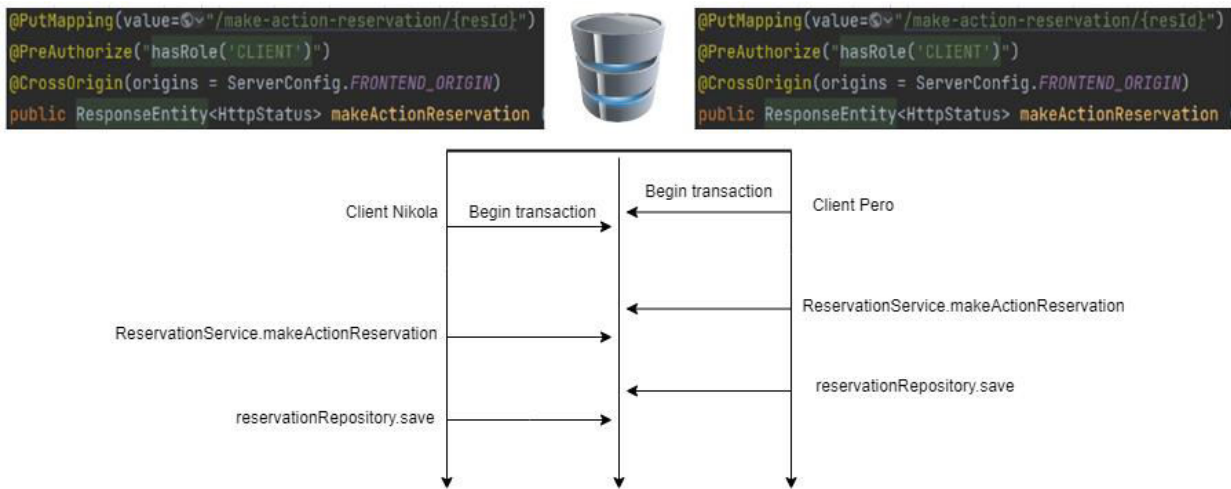 @PutMapping(value="/make-action-reservation/{resId}")
@PreAuthorize("hasRole('CLIENT')")
@CrossOrigin(origins = ServerConfig.FRONTEND_ORIGIN)
public ResponseEntity<HttpStatus> makeActionReservation (
@PutMapping(value="/make-action-reservation/{resId}")
@PreAuthorize("hasRole('CLIENT')")
@CrossOrigin(origins = ServerConfig.FRONTEND_ORIGIN)
public ResponseEntity<HttpStatus> makeActionReservation
Begin transaction
Client Nikola
Begin transaction
Client Pero
ReservationService.makeActionReservation
ReservationService.makeActionReservation
reservationRepository.save
reservationRepository.save